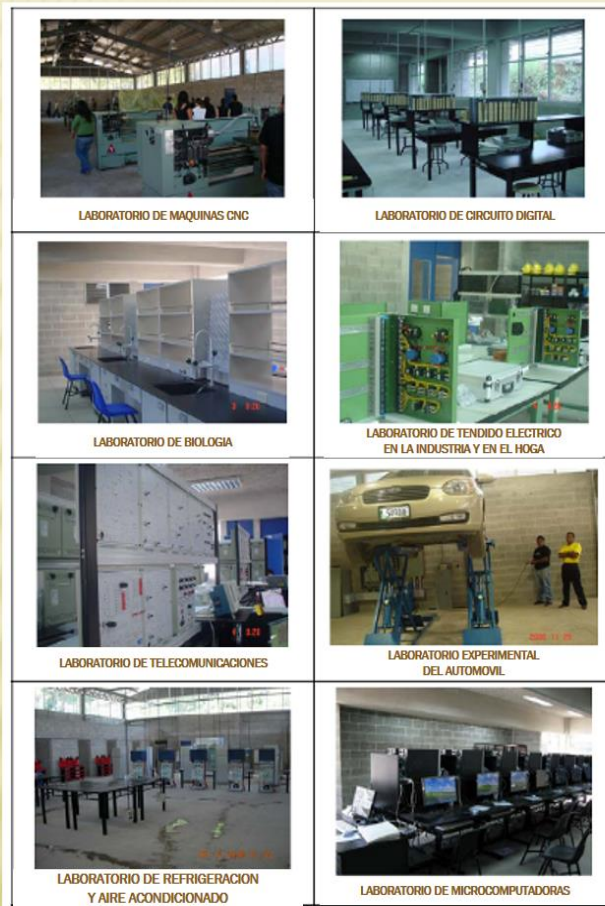 LABORATORIO DE MAQUINAS CNC
LABORATORIO DE CIRCUITO DIGITAL
LABORATORIO DE BIOLOGIA
LABORATORIO DE TENDIDO ELECTRICO
EN LA INDUSTRIA Y EN EL HOGA
LABORATORIO DE TELECOMUNICACIONES
LABORATORIO EXPERIMENTAL
DEL AUTOMOVIL
LABORATORIO DE REFRIGERACION
Y AIRE ACONDICIONADO
LABORATORIO DE MICROCOMPUTADORAS